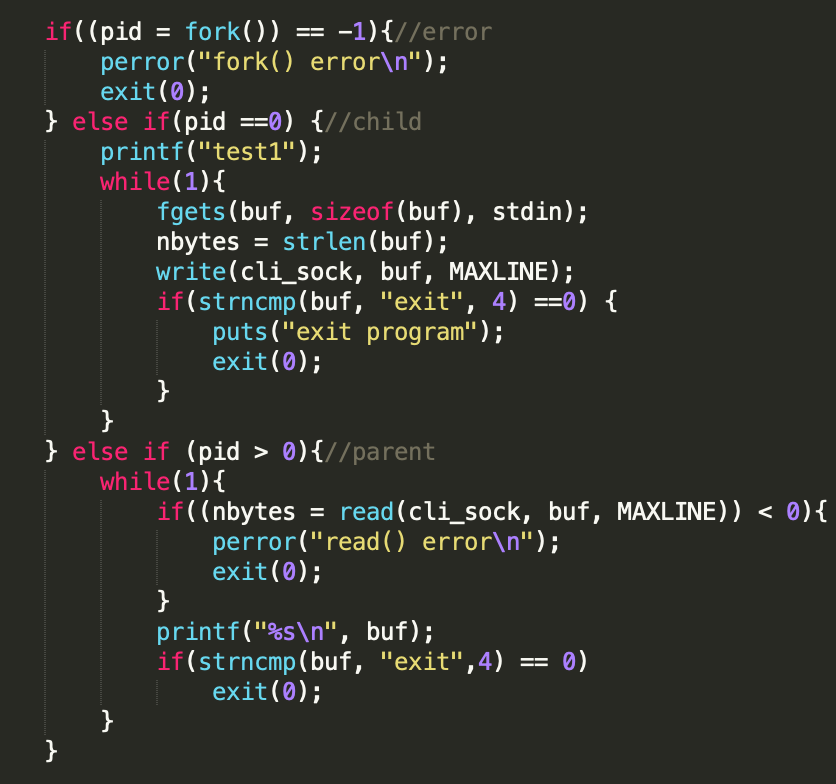 if((pid = fork()) == -1){//error
perror("fork() error\n");
exit(0);
} else if(pid ==0) {//child
printf("test1");
while(1){
fgets(buf, sizeof(buf), stdin);
nbytes = strlen(buf);
write(cli_sock, buf, MAXLINE);
if(strncmp(buf, "exit", 4) ==0) {
puts("exit program");
exit(0);
}
}
} else if (pid > 0){//parent
while(1){
if((nbytes = read(cli_sock, buf, MAXLINE)) < 0){
perror("read() error\n");
exit(0);
}
printf("%s\n", buf);
if(strncmp(buf, "exit",4) == 0)
exit(0);
}
}